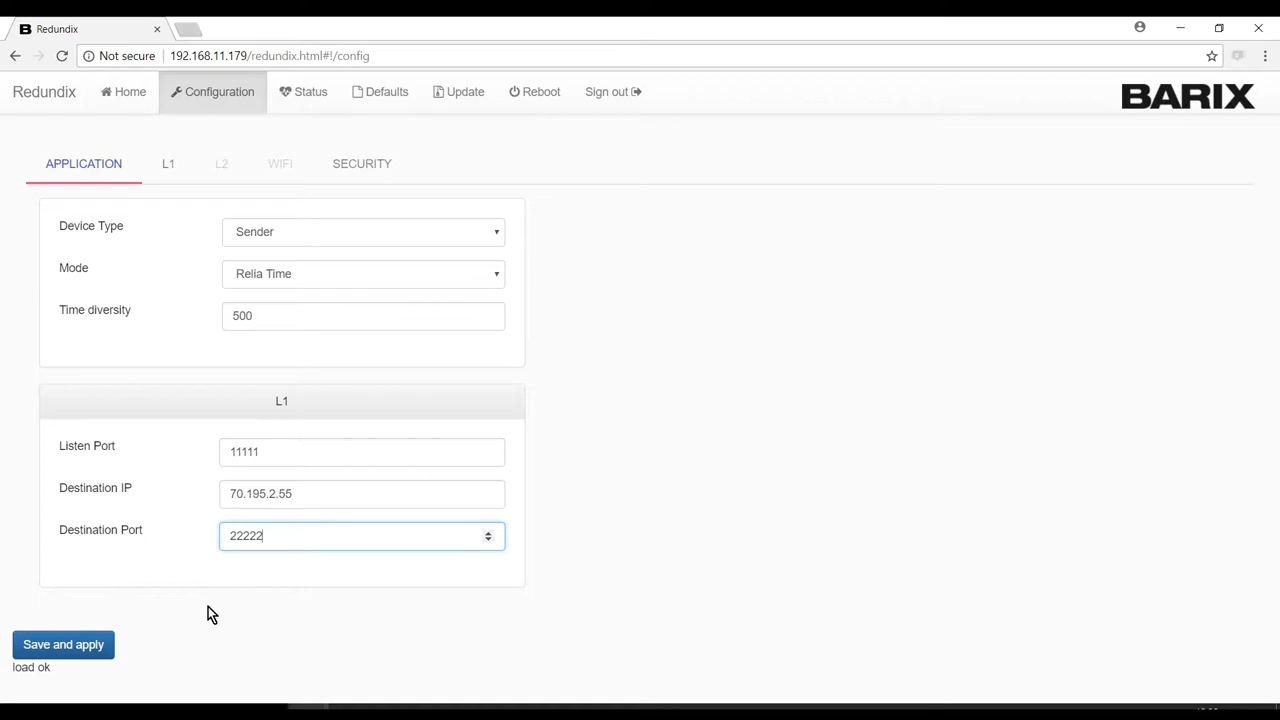 Redundix
Not secure 192.168.11.179/redundix.html#!/config
Redundix Home Configuration Status Defaults Update Reboot Sign out BARIX
APPLICATION L1 L2 WIFI SECURITY
Device Type Sender
Mode Relia Time
Time diversity 500
L1
Listen Port 11111
Destination IP 70.195.2.55
Destination Port 22222
Save and apply
load ok